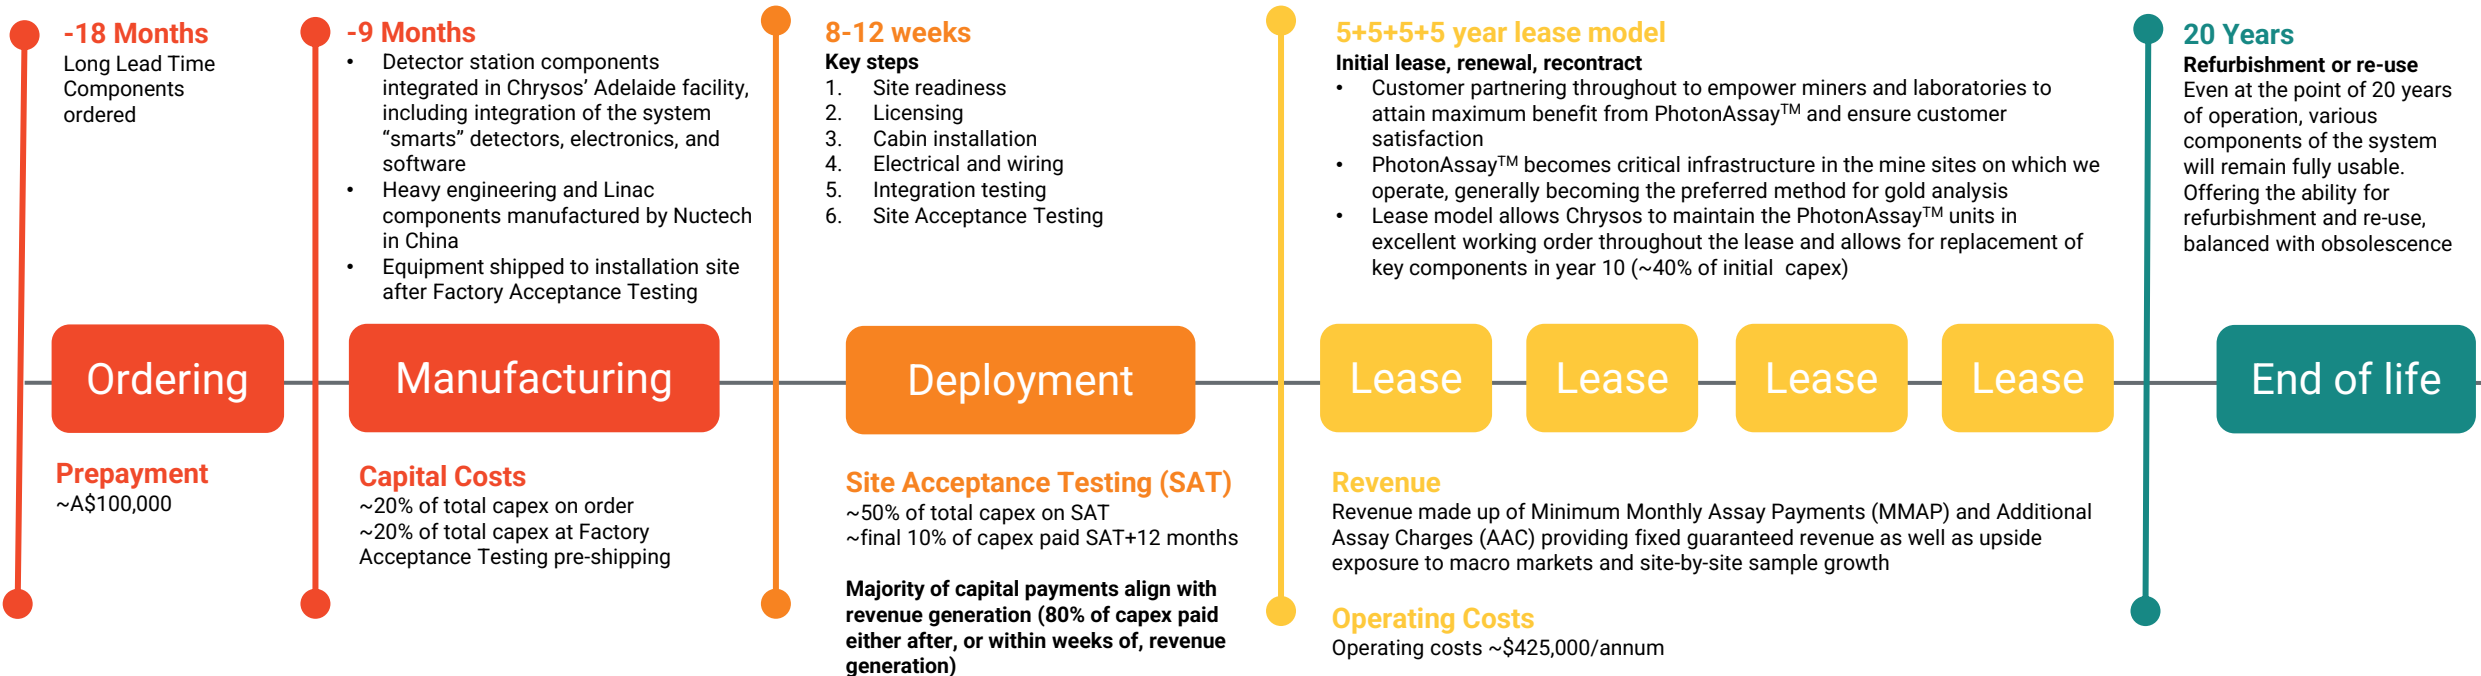 -18 Months
Long Lead Time
Components
ordered
-9 Months
• Detector station components
integrated in Chrysos’ Adelaide facility,
including integration of the system
“smarts” detectors, electronics, and
software
• Heavy engineering and Linac
components manufactured by Nuctech
in China
• Equipment shipped to installation site
after Factory Acceptance Testing
8-12 weeks
Key steps
1. Site readiness
2. Licensing
3. Cabin installation
4. Electrical and wiring
5. Integration testing
6. Site Acceptance Testing
5+5+5+5 year lease model
Initial lease, renewal, recontract
• Customer partnering throughout to empower miners and laboratories to
attain maximum benefit from PhotonAssay™ and ensure customer
satisfaction
• PhotonAssay™ becomes critical infrastructure in the mine sites on which we
operate, generally becoming the preferred method for gold analysis
• Lease model allows Chrysos to maintain the PhotonAssay™ units in
excellent working order throughout the lease and allows for replacement of
key components in year 10 (~40% of initial capex)
20 Years
Refurbishment or re-use
Even at the point of 20 years
of operation, various
components of the system
will remain fully usable.
Offering the ability for
refurbishment and re-use,
balanced with obsolescence
Ordering
Manufacturing
Deployment
Lease
Lease
Lease
Lease
End of life
Prepayment
~A$100,000
Capital Costs
~20% of total capex on order
~20% of total capex at Factory
Acceptance Testing pre-shipping
Site Acceptance Testing (SAT)
~50% of total capex on SAT
~final 10% of capex paid SAT+12 months
Majority of capital payments align with
revenue generation (80% of capex paid
either after, or within weeks of, revenue
generation)
Revenue
Revenue made up of Minimum Monthly Assay Payments (MMAP) and Additional
Assay Charges (AAC) providing fixed guaranteed revenue as well as upside
exposure to macro markets and site-by-site sample growth
Operating Costs
Operating costs ~$425,000/annum